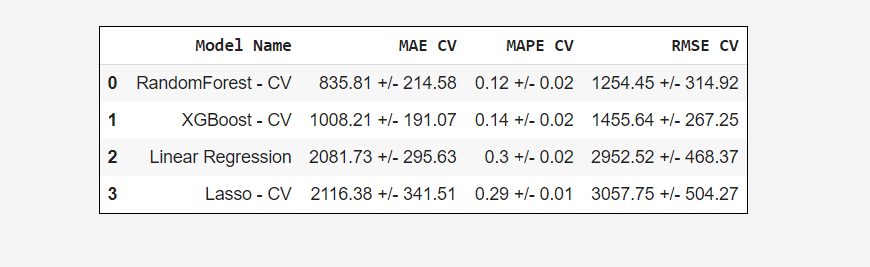 Model Name MAE CV MAPE CV RMSE CV
0 RandomForest - CV 835.81 +/- 214.58 0.12 +/- 0.02 1254.45 +/- 314.92
1 XGBoost - CV 1008.21 +/- 191.07 0.14 +/- 0.02 1455.64 +/- 267.25
2 Linear Regression 2081.73 +/- 295.63 0.3 +/- 0.02 2952.52 +/- 468.37
3 Lasso - CV 2116.38 +/- 341.51 0.29 +/- 0.01 3057.75 +/- 504.27